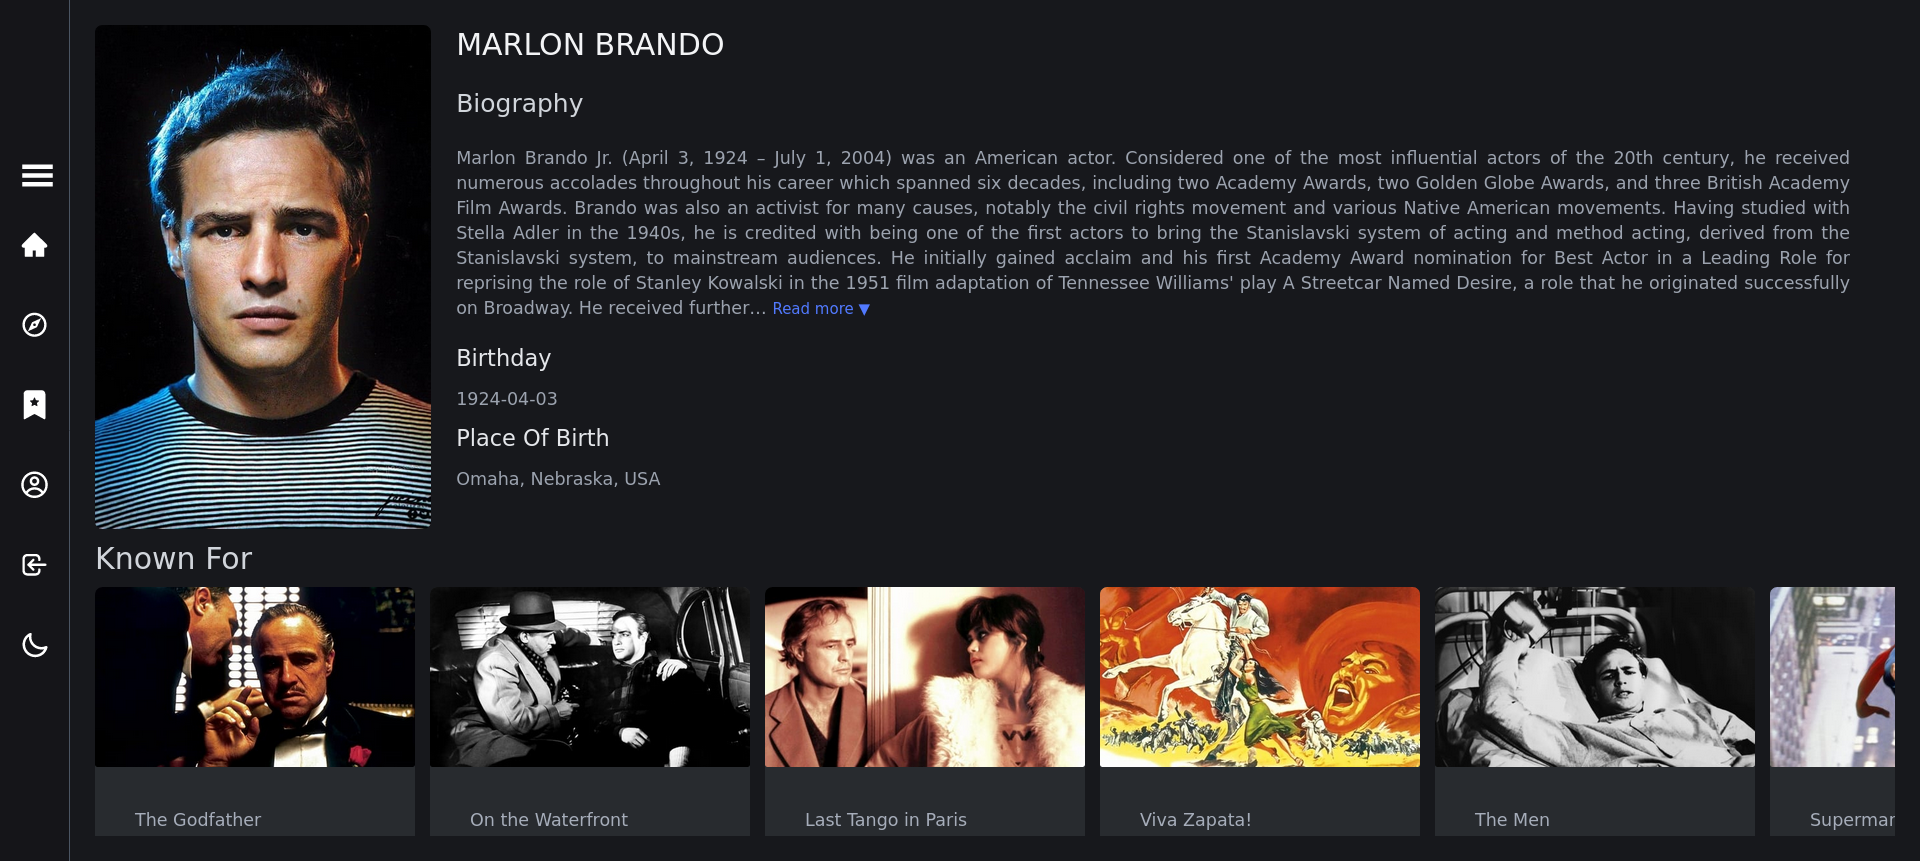 MARLON BRANDO
Biography
Marlon Brando Jr. (April 3, 1924 – July 1, 2004) was an American actor. Considered one of the most influential actors of the 20th century, he received
numerous accolades throughout his career which spanned six decades, including two Academy Awards, two Golden Globe Awards, and three British Academy
Film Awards. Brando was also an activist for many causes, notably the civil rights movement and various Native American movements. Having studied with
Stella Adler in the 1940s, he is credited with being one of the first actors to bring the Stanislavski system of acting and method acting, derived from the
Stanislavski system, to mainstream audiences. He initially gained acclaim and his first Academy Award nomination for Best Actor in a Leading Role for
reprising the role of Stanley Kowalski in the 1951 film adaptation of Tennessee Williams' play A Streetcar Named Desire, a role that he originated successfully
on Broadway. He received further... Read more ▼
Birthday
1924-04-03
Place Of Birth
Omaha, Nebraska, USA
Known For
The Godfather
On the Waterfront
Last Tango in Paris
Viva Zapata!
The Men
Superman